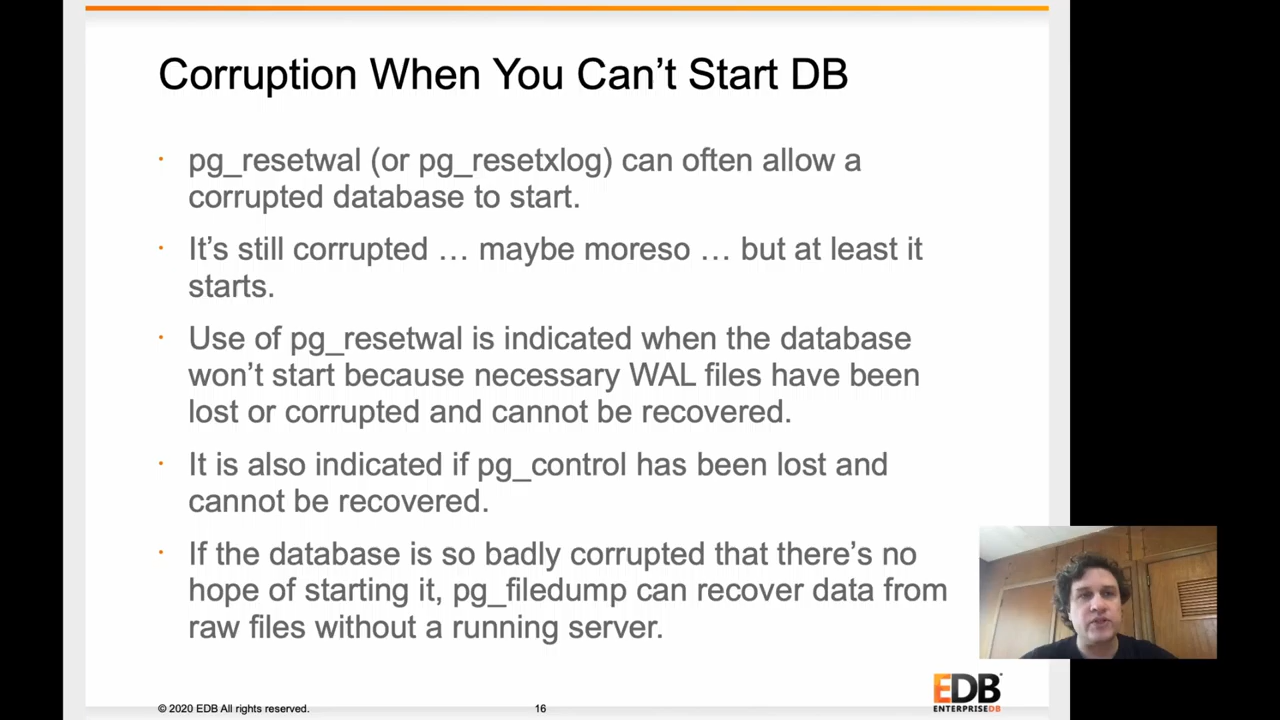 Corruption When You Can’t Start DB
· pg_resetwal (or pg_resetxlog) can often allow a
corrupted database to start.
· It’s still corrupted … maybe moreso … but at least it
starts.
· Use of pg_resetwal is indicated when the database
won’t start because necessary WAL files have been
lost or corrupted and cannot be recovered.
· It is also indicated if pg_control has been lost and
cannot be recovered.
· If the database is so badly corrupted that there’s no
hope of starting it, pg_filedump can recover data from
raw files without a running server.
© 2020 EDB All rights reserved.
16
EDB
ENTERPRISEDB